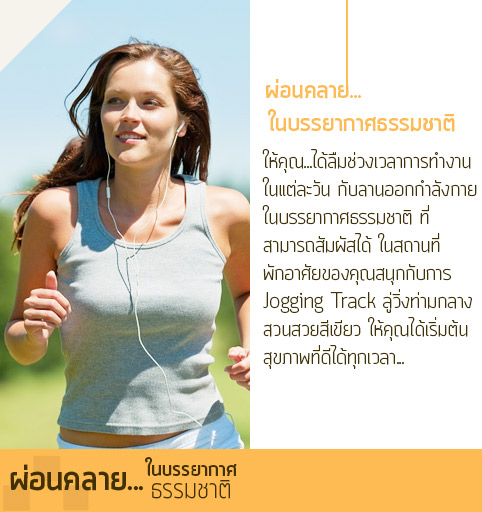 ผ่อนคลาย...
ในบรรยากาศธรรมชาติ
ให้คุณ...ได้ลืมช่วงเวลาการทำงาน
ในแต่ละวัน กับลานออกกำลังกาย
ในบรรยากาศธรรมชาติ ที่
สามารถสัมผัสได้ ในสถานที่
พักอาศัยของคุณสนุกกับการ
Jogging Track ลู่วิ่งท่ามกลาง
สวนสวยสีเขียว ให้คุณได้เริ่มต้น
สุขภาพที่ดีได้ทุกเวลา...
ผ่อนคลาย... ในบรรยากาศ
ธรรมชาติ